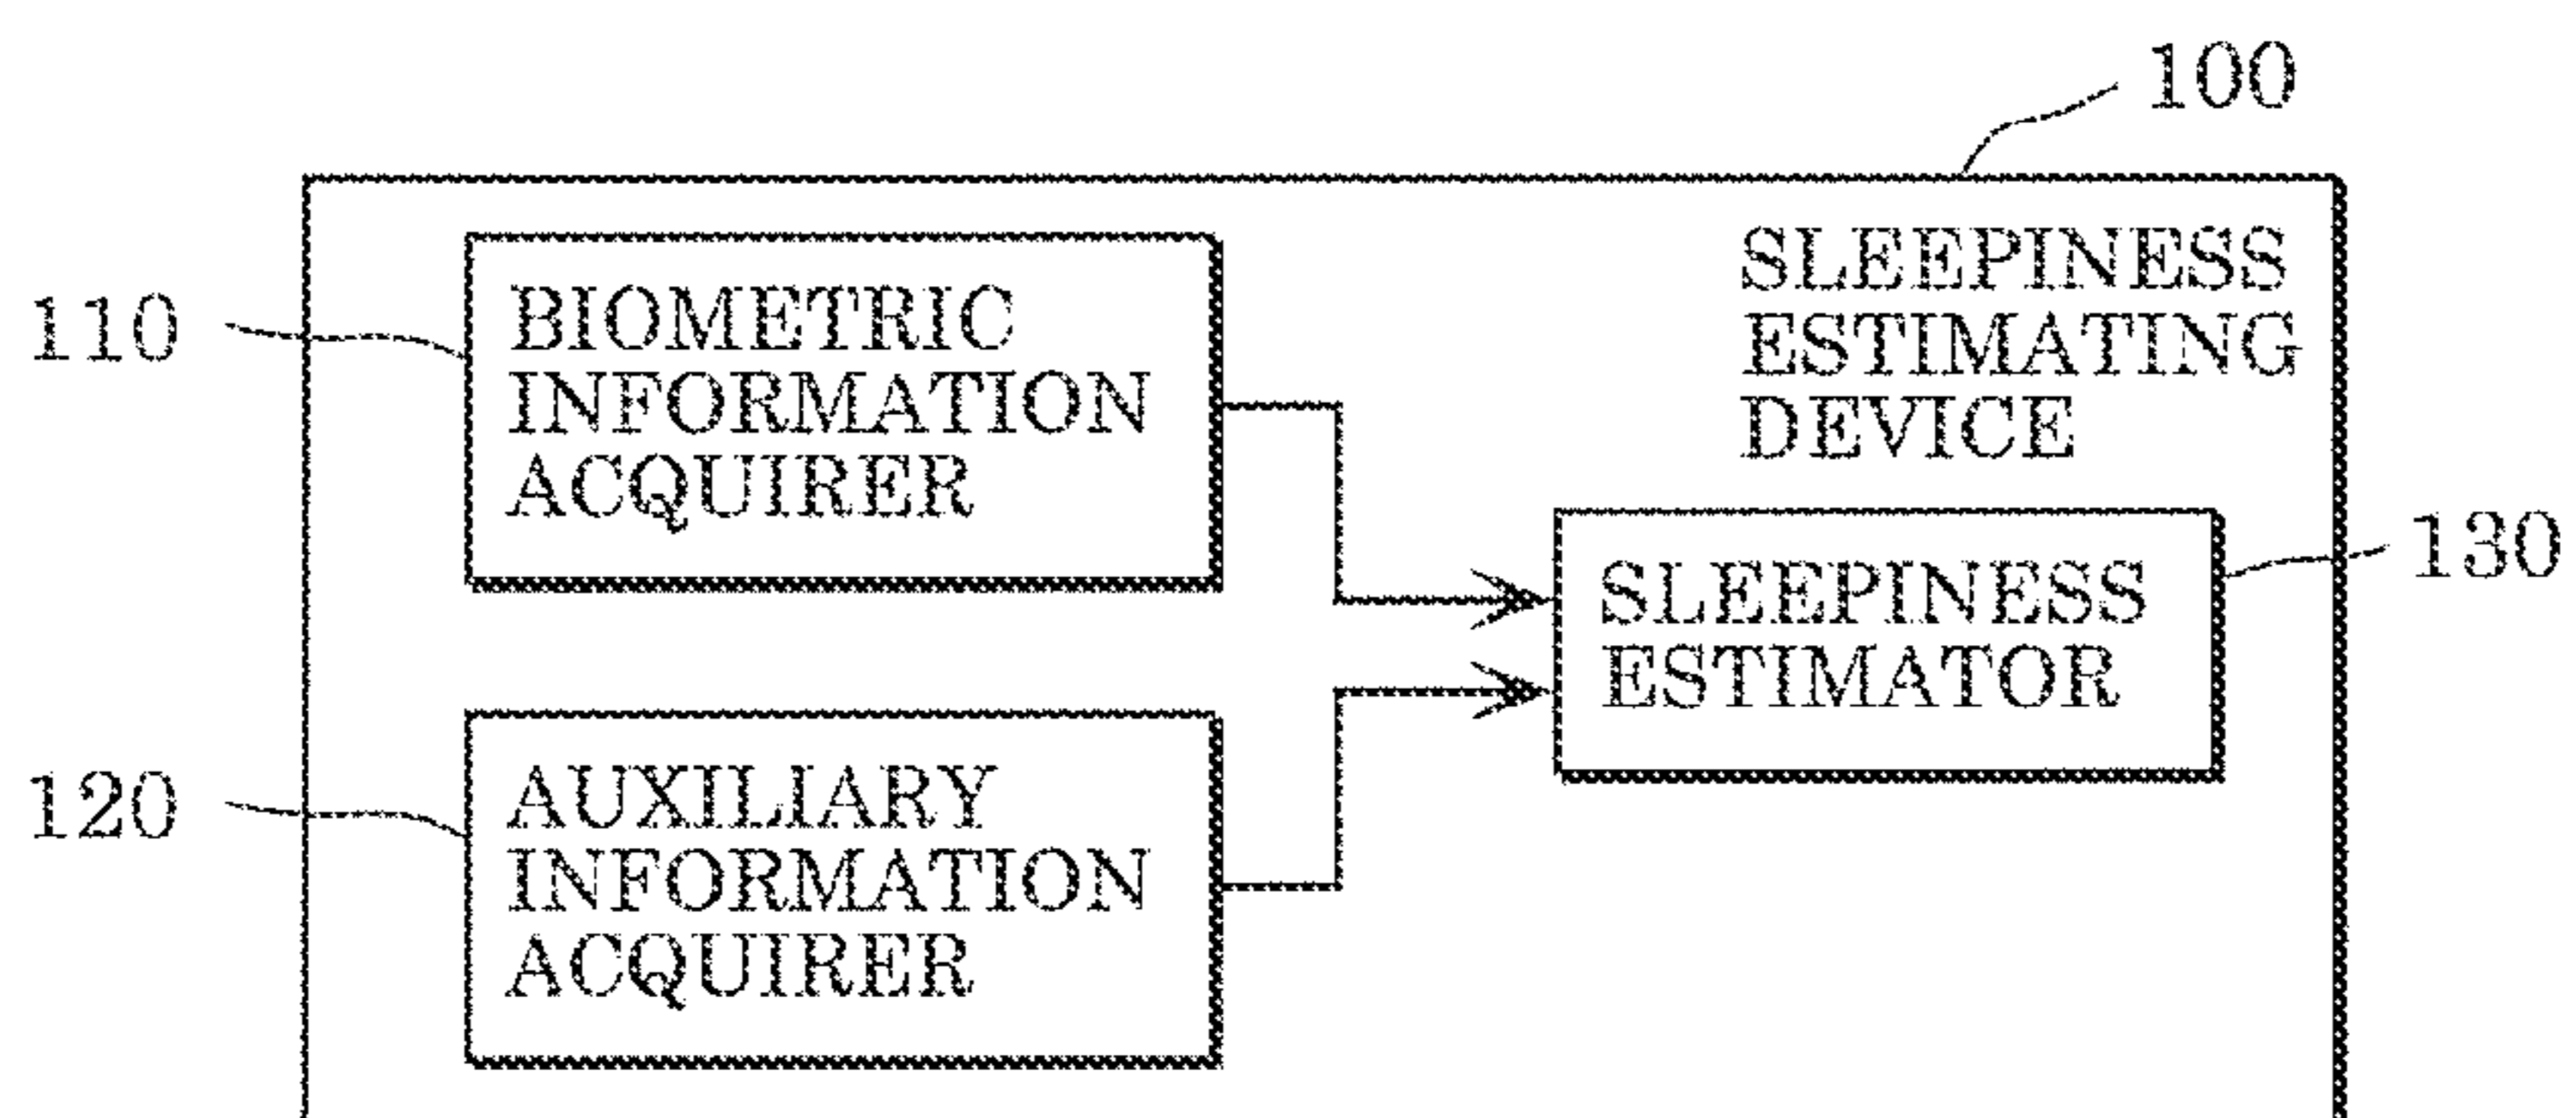 100
SLEEPINESS
ESTIMATING
DEVICE
110
BIOMETRIC
INFORMATION
ACQUIRER
130
SLEEPINESS
ESTIMATOR
120
AUXILIARY
INFORMATION
ACQUIRER